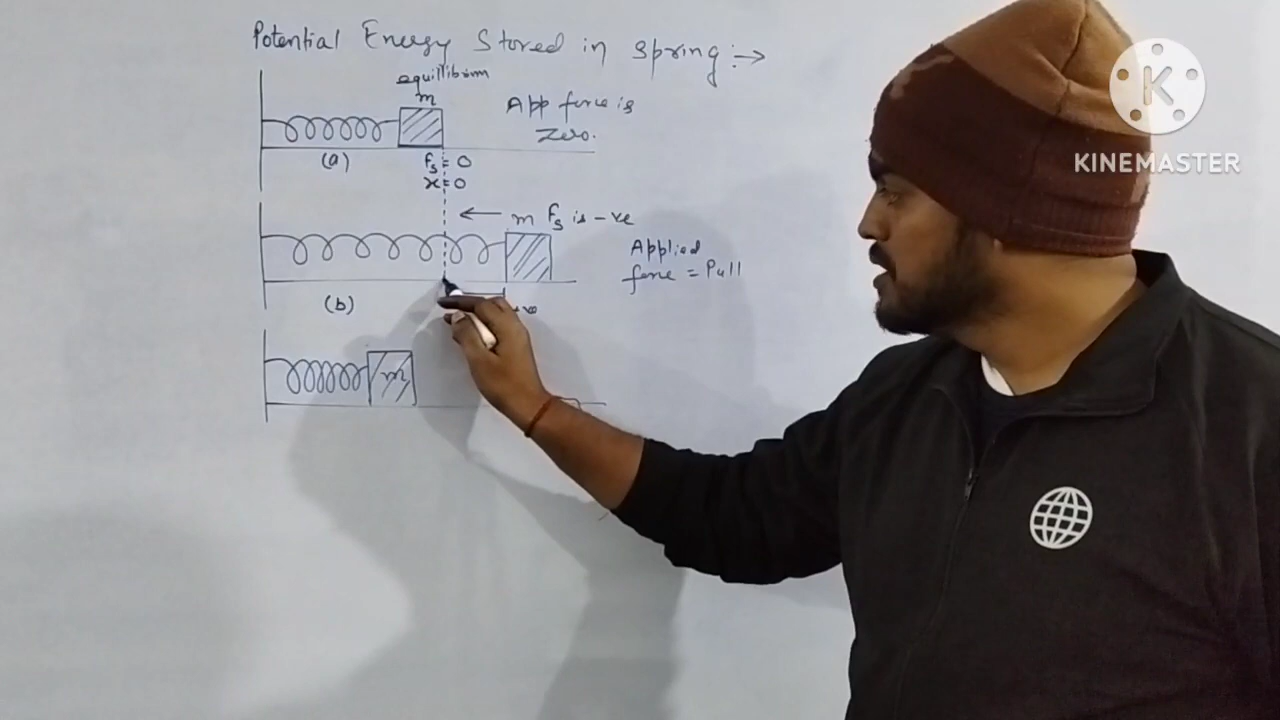 Potential Energy Stored in spring :→
equillibrium
m
App force is
Zero.
(a)
Fs = 0
x = 0
← m Fs is -ve
Applied
force = Pull
(b)
m
K
KINEMASTER